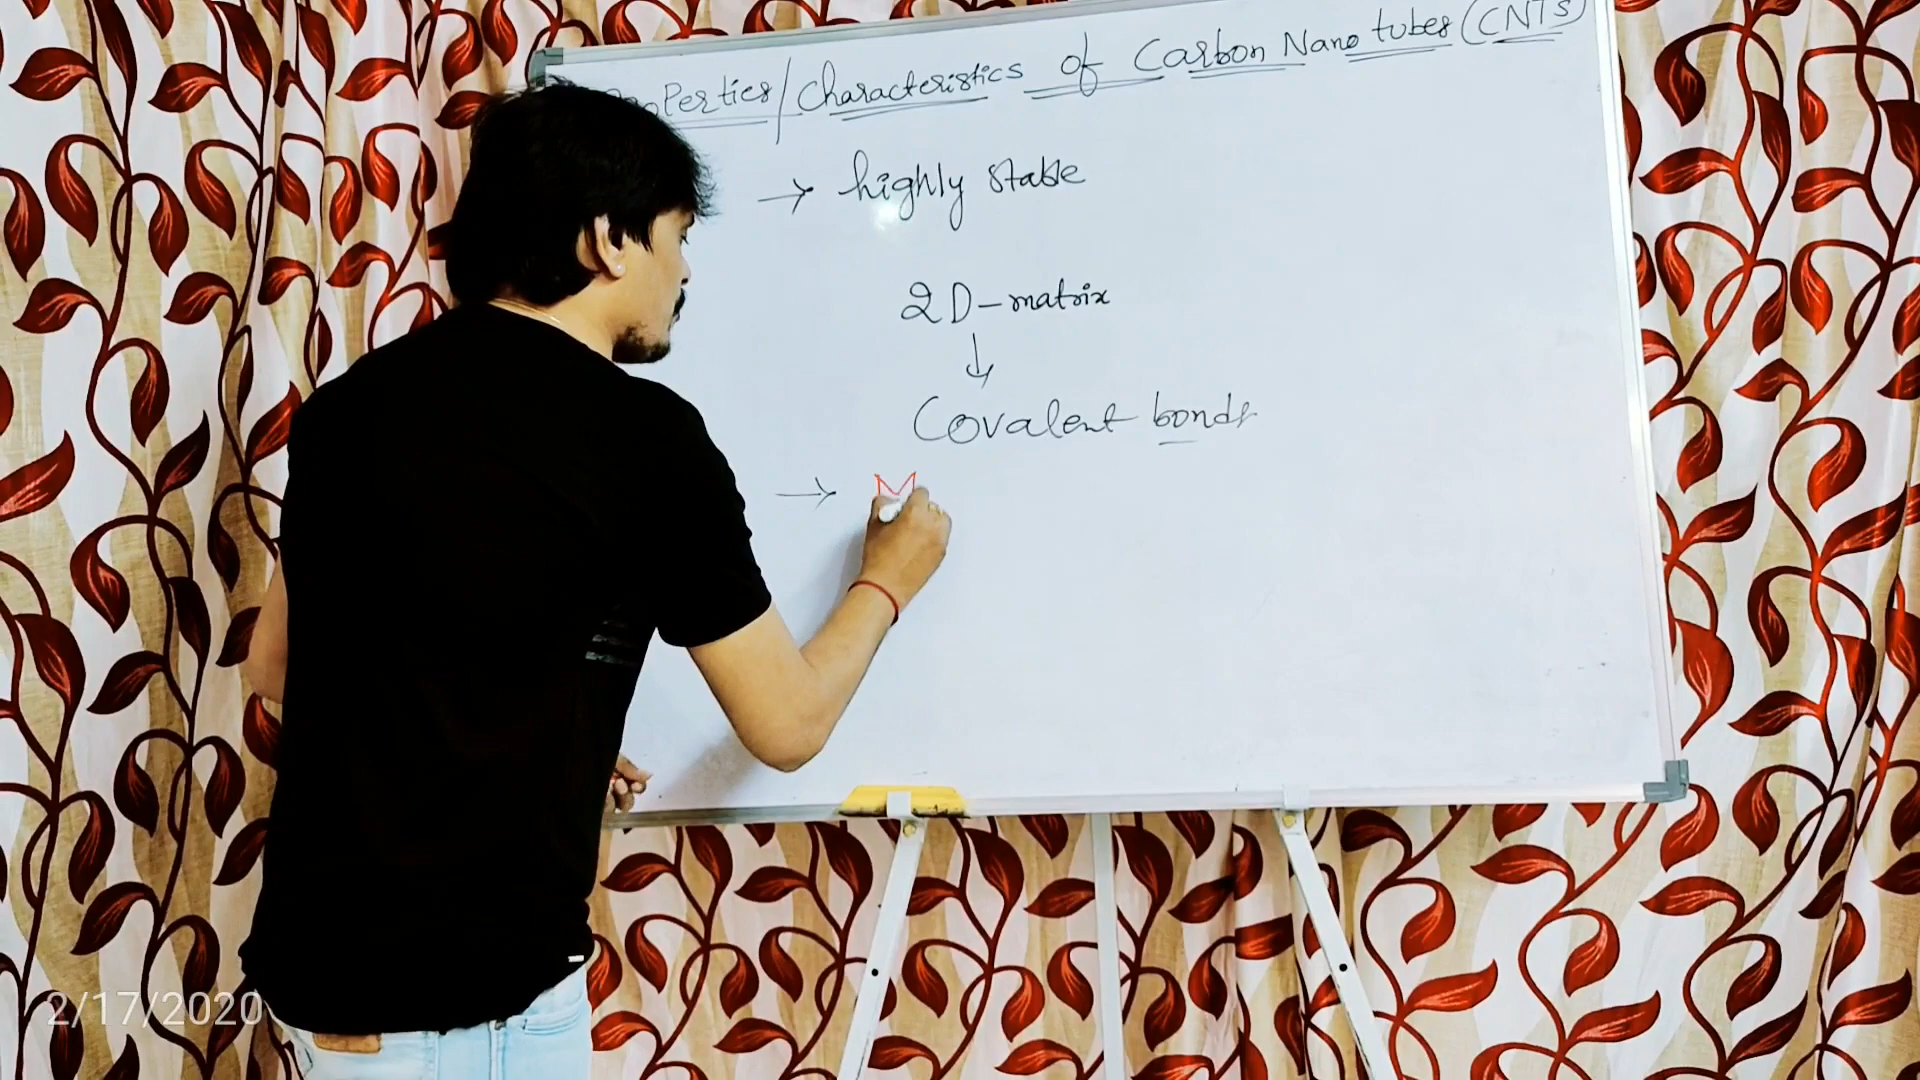 Properties/Characteristics of Carbon Nano tubes (CNTs)
→ highly stable
2D-matrix
↓
Covalent bonds
→ M
2/17/2020